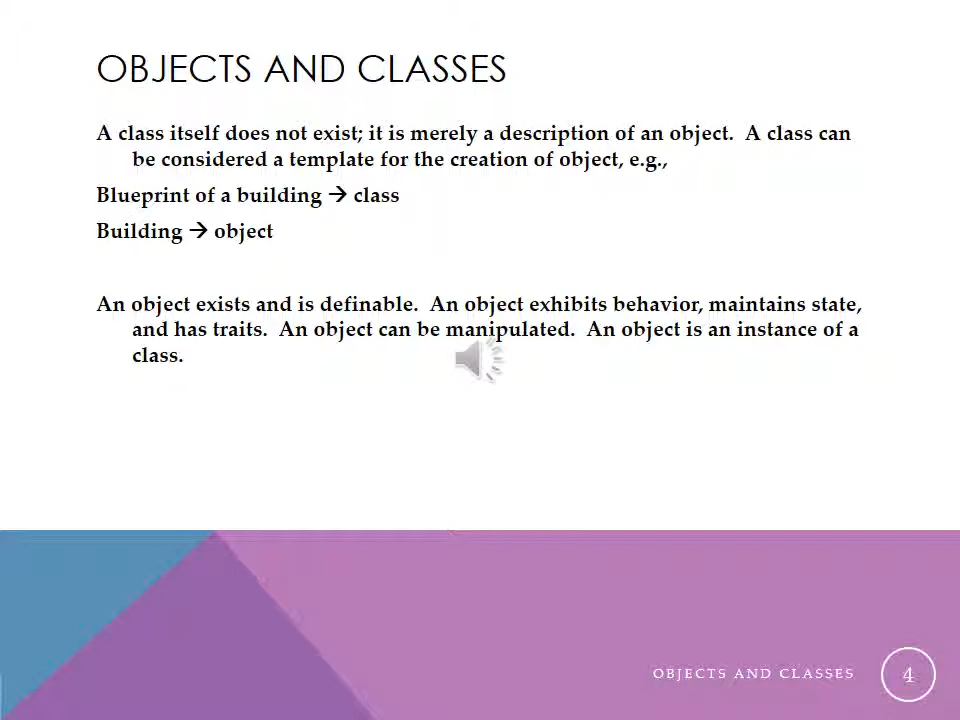 OBJECTS AND CLASSES
A class itself does not exist; it is merely a description of an object.  A class can
be considered a template for the creation of object, e.g.,
Blueprint of a building → class
Building → object
An object exists and is definable.  An object exhibits behavior, maintains state,
and has traits.  An object can be manipulated.  An object is an instance of a
class.
OBJECTS AND CLASSES
4